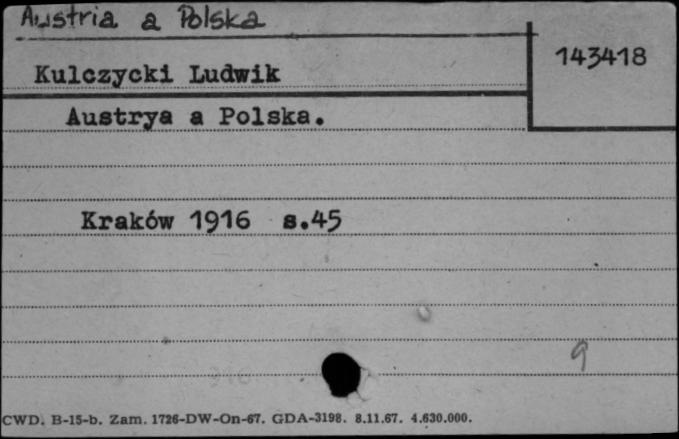 Austria a Polska
143418
Kulczycki Ludwik
Austrya a Polska.
Kraków 1916 s.45
9
CWD. B-15-b. Zam. 1726-DW-On-67. GDA-3198. 8.11.67. 4.630.000.